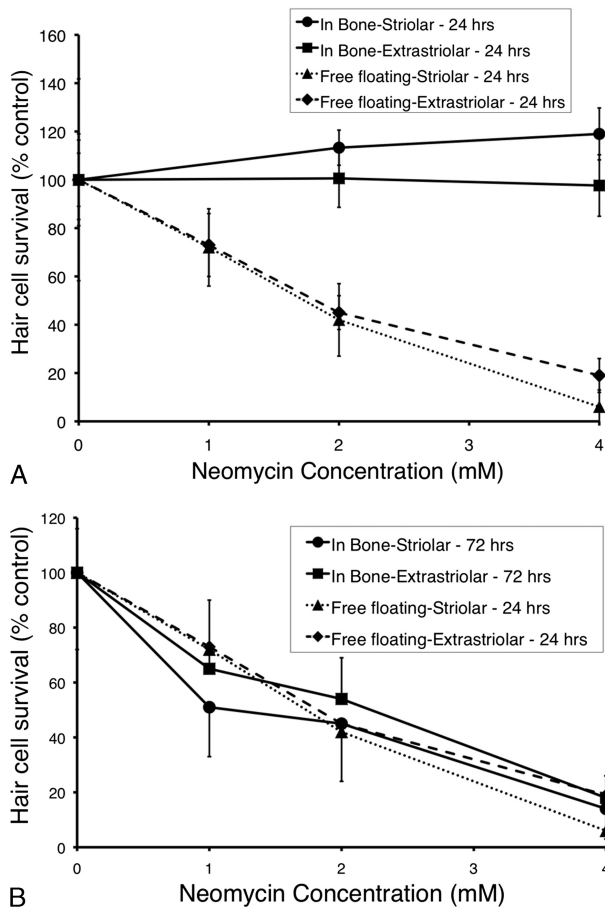 160
140
120
100
80
60
40
20
0
Hair cell survival (% control)
In Bone-Striolar - 24 hrs
In Bone-Extrastriolar - 24 hrs
Free floating-Striolar - 24 hrs
Free floating-Extrastriolar - 24 hrs
0 1 2 3 4
Neomycin Concentration (mM)
A
120
100
80
60
40
20
0
Hair cell survival (% control)
In Bone-Striolar - 72 hrs
In Bone-Extrastriolar - 72 hrs
Free floating-Striolar - 24 hrs
Free floating-Extrastriolar - 24 hrs
0 1 2 3 4
Neomycin Concentration (mM)
B